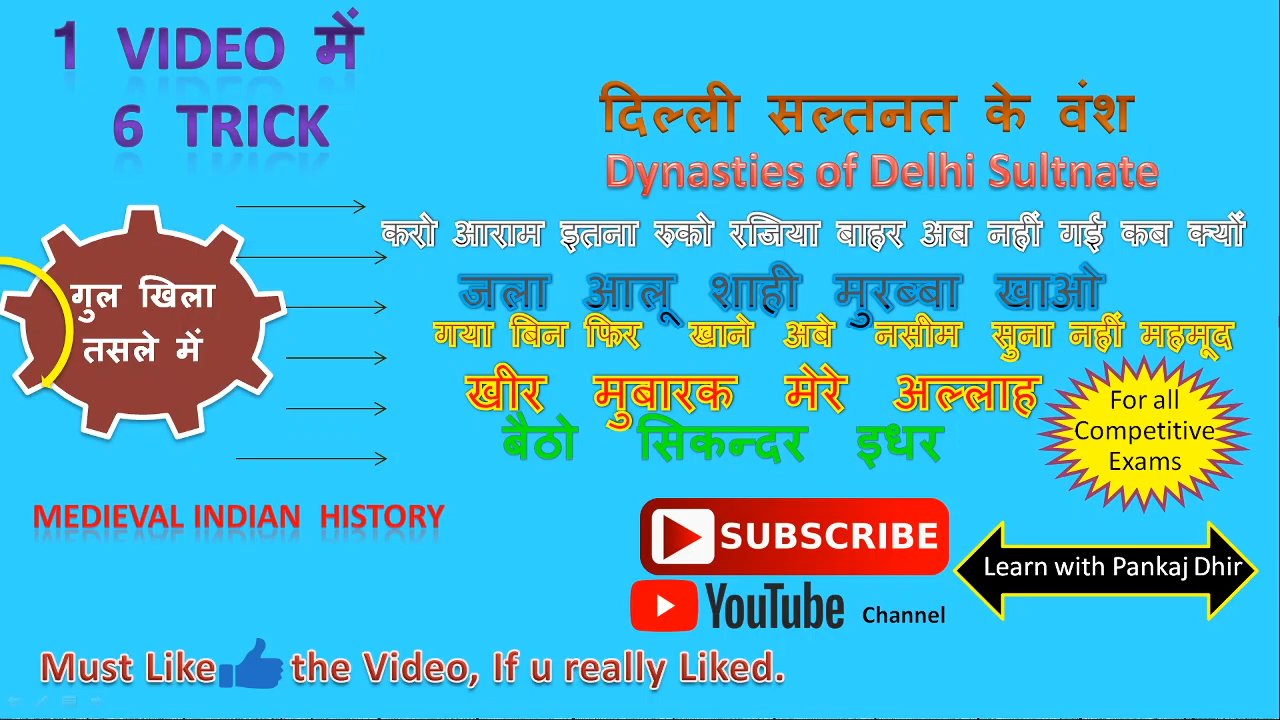 1 VIDEO में
6 TRICK
दिल्ली सल्तनत के वंश
Dynasties of Delhi Sultnate
गुल खिला
तसले में
करो आराम इतना रुको रजिया बाहर अब नहीं गई कब क्यों
जला आलू शाही मुरब्बा खाओ
गया बिन फिर खाने अबे नसीम सुना नहीं महमूद
खीर मुबारक मेरे अल्लाह
बैठो सिकन्दर इधर
For all
Competitive
Exams
MEDIEVAL INDIAN HISTORY
SUBSCRIBE
Learn with Pankaj Dhir
YouTube Channel
Must Like the Video, If u really Liked.